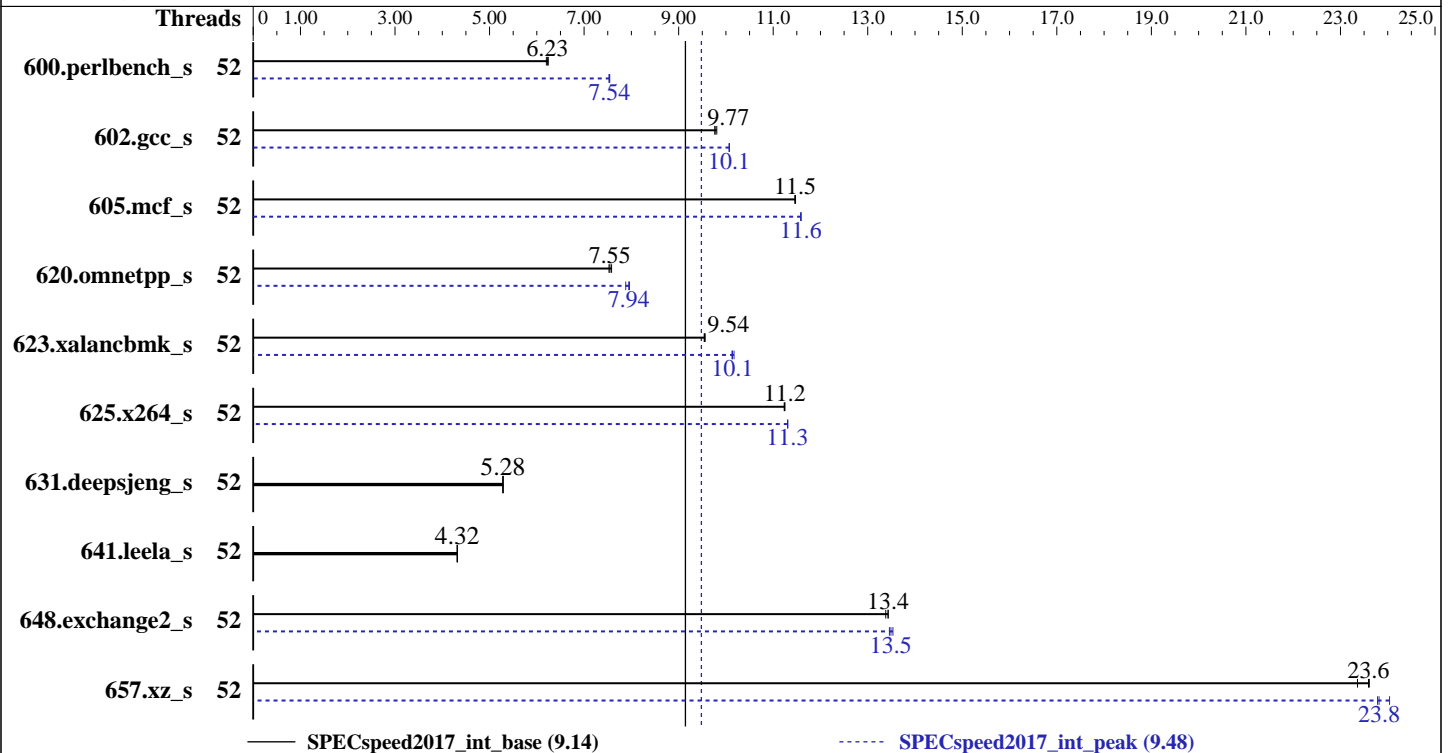 Threads 0 1.00 3.00 5.00 7.00 9.00 11.0 13.0 15.0 17.0 19.0 21.0 23.0 25.0
6.23
600.perlbench_s 52
7.54
9.77
602.gcc_s 52
10.1
11.5
605.mcf_s 52
11.6
7.55
620.omnetpp_s 52
7.94
9.54
623.xalancbmk_s 52
10.1
11.2
625.x264_s 52
11.3
5.28
631.deepsjeng_s 52
4.32
641.leela_s 52
13.4
648.exchange2_s 52
13.5
23.6
657.xz_s 52
23.8
SPECspeed2017_int_base (9.14) SPECspeed2017_int_peak (9.48)